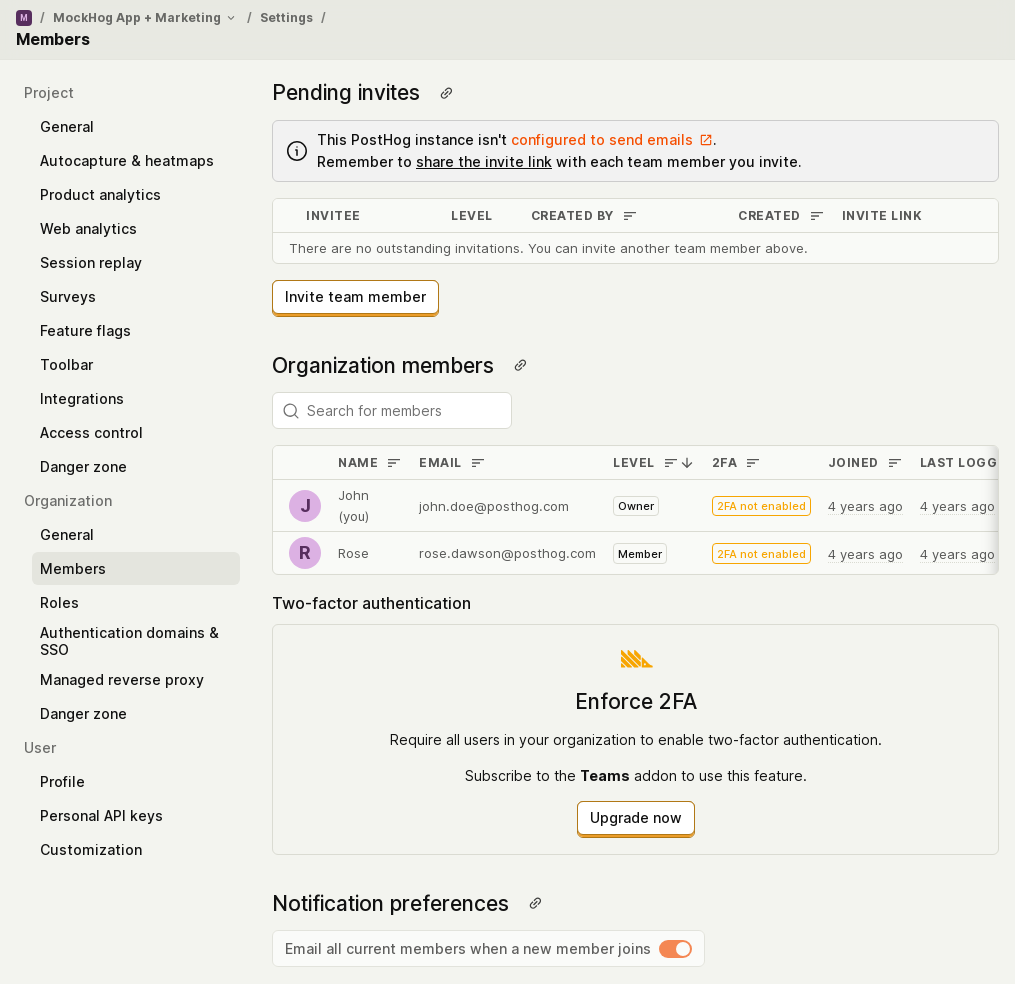 M / MockHog App + Marketing / Settings /
Members
Project
General
Autocapture & heatmaps
Product analytics
Web analytics
Session replay
Surveys
Feature flags
Toolbar
Integrations
Access control
Danger zone
Organization
General
Members
Roles
Authentication domains &
SSO
Managed reverse proxy
Danger zone
User
Profile
Personal API keys
Customization
Pending invites
This PostHog instance isn't configured to send emails .
Remember to share the invite link with each team member you invite.
INVITEE LEVEL CREATED BY CREATED INVITE LINK
There are no outstanding invitations. You can invite another team member above.
Invite team member
Organization members
Search for members
NAME EMAIL LEVEL 2FA JOINED LAST LOGG
J John
(you) john.doe@posthog.com Owner 2FA not enabled 4 years ago 4 years ago
R Rose rose.dawson@posthog.com Member 2FA not enabled 4 years ago 4 years ago
Two-factor authentication
Enforce 2FA
Require all users in your organization to enable two-factor authentication.
Subscribe to the Teams addon to use this feature.
Upgrade now
Notification preferences
Email all current members when a new member joins